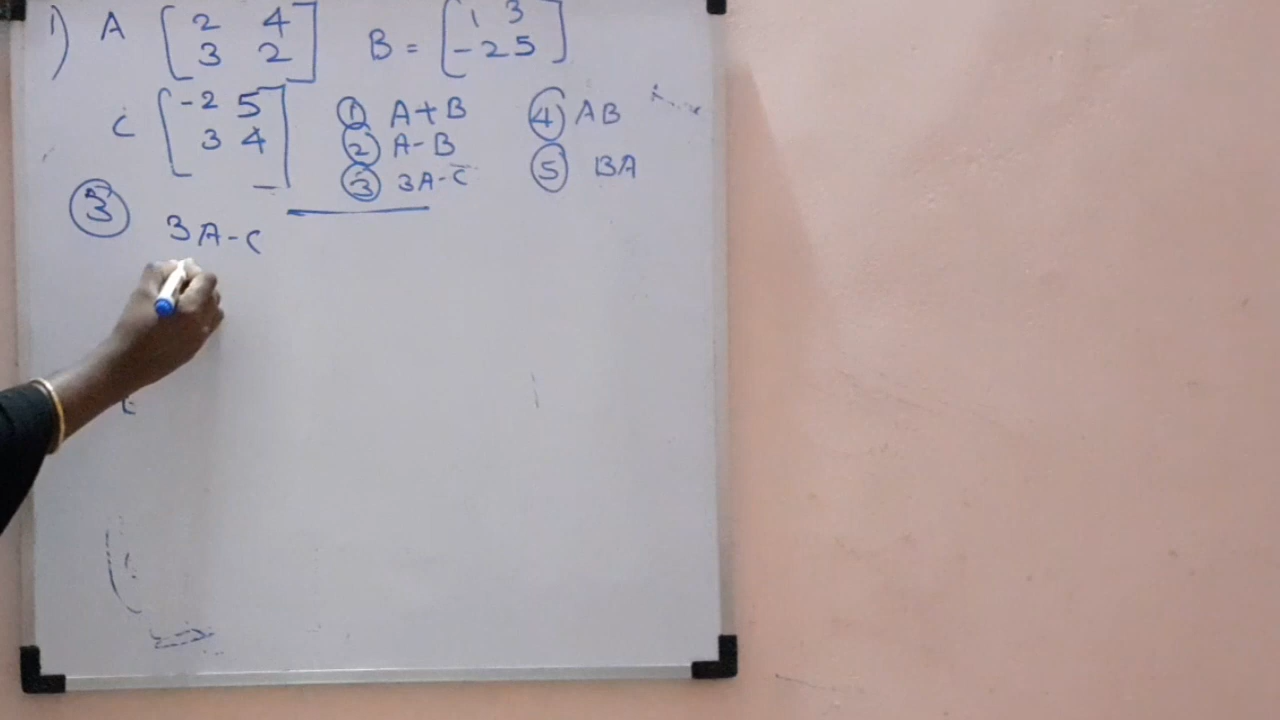 1) A [2 4
3 2] B = [1 3
-2 5]
C [-2 5
3 4]
① A+B
② A-B
③ 3A-C
④ AB
⑤ BA
③ 3A-C